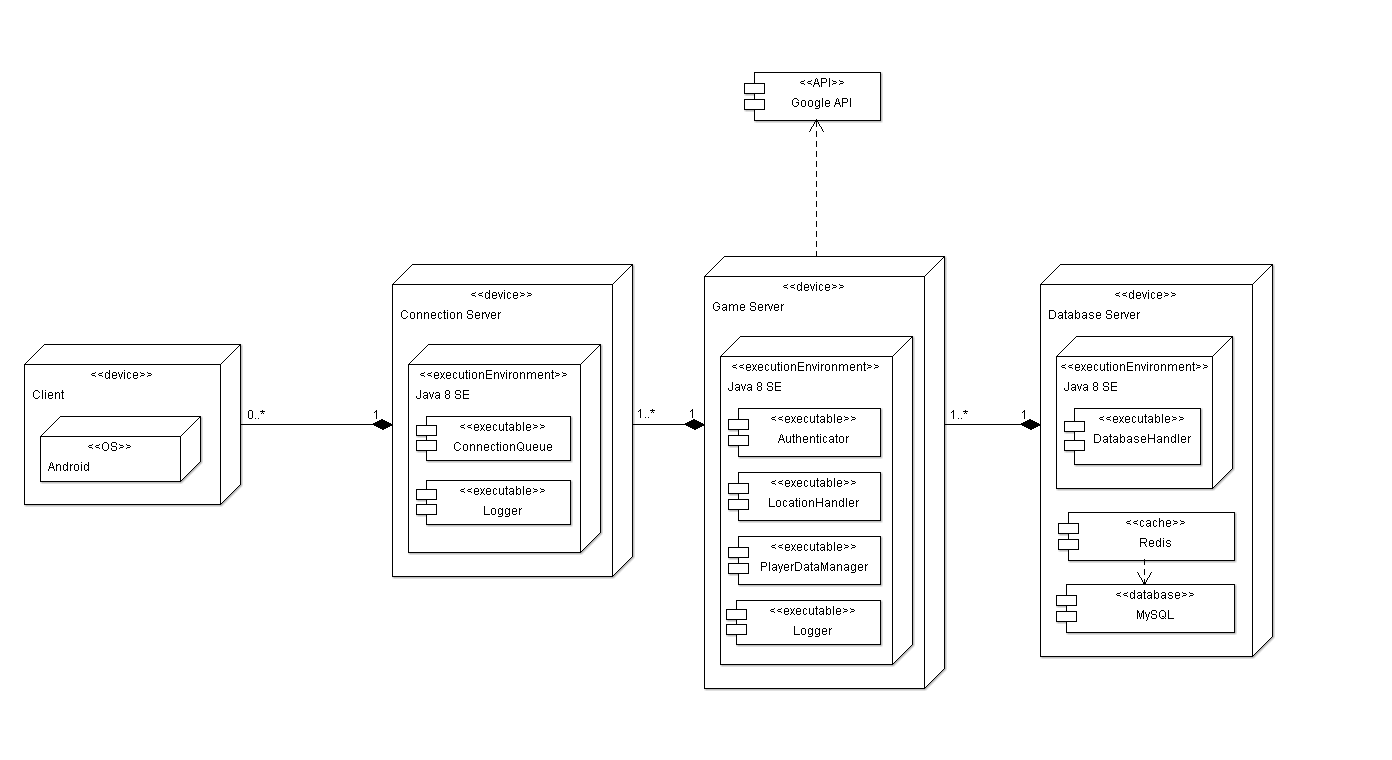 <<API>>
Google API
<<device>>
Client
<<OS>>
Android
0..*
1
<<device>>
Connection Server
<<executionEnvironment>>
Java 8 SE
<<executable>>
ConnectionQueue
<<executable>>
Logger
1..*
1
<<device>>
Game Server
<<executionEnvironment>>
Java 8 SE
<<executable>>
Authenticator
<<executable>>
LocationHandler
<<executable>>
PlayerDataManager
<<executable>>
Logger
1..*
1
<<device>>
Database Server
<<executionEnvironment>>
Java 8 SE
<<executable>>
DatabaseHandler
<<cache>>
Redis
<<database>>
MySQL